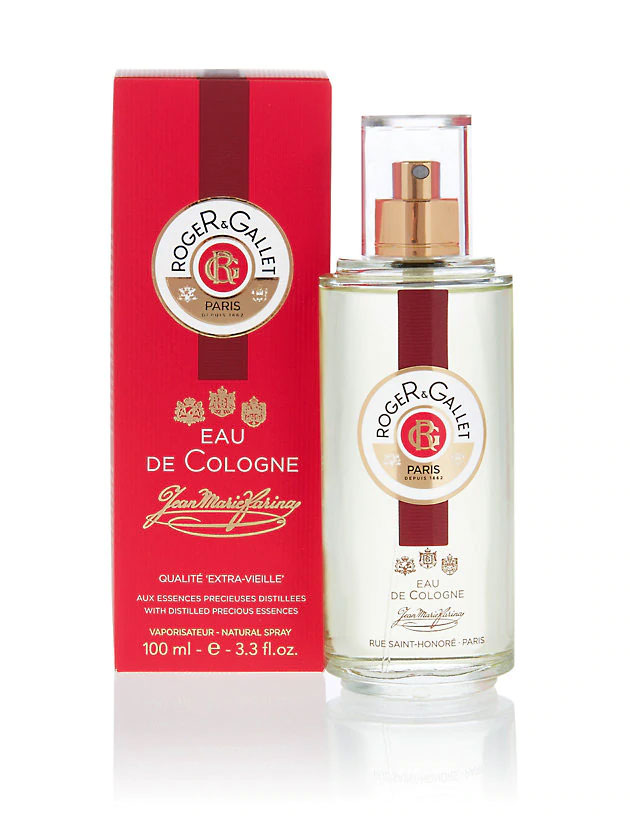 ROGER&GALLET
RG
PARIS
DEPUIS 1862
EAU
DE COLOGNE
Jean Marie Farina
QUALITÉ 'EXTRA-VIEILLE'
AUX ESSENCES PRECIEUSES DISTILLEES
WITH DISTILLED PRECIOUS ESSENCES
VAPORISATEUR - NATURAL SPRAY
100 ml - e - 3.3 fl.oz.
ROGER&GALLET
RG
PARIS
DEPUIS 1862
EAU
DE COLOGNE
Jean Marie Farina
RUE SAINT-HONORÉ - PARIS